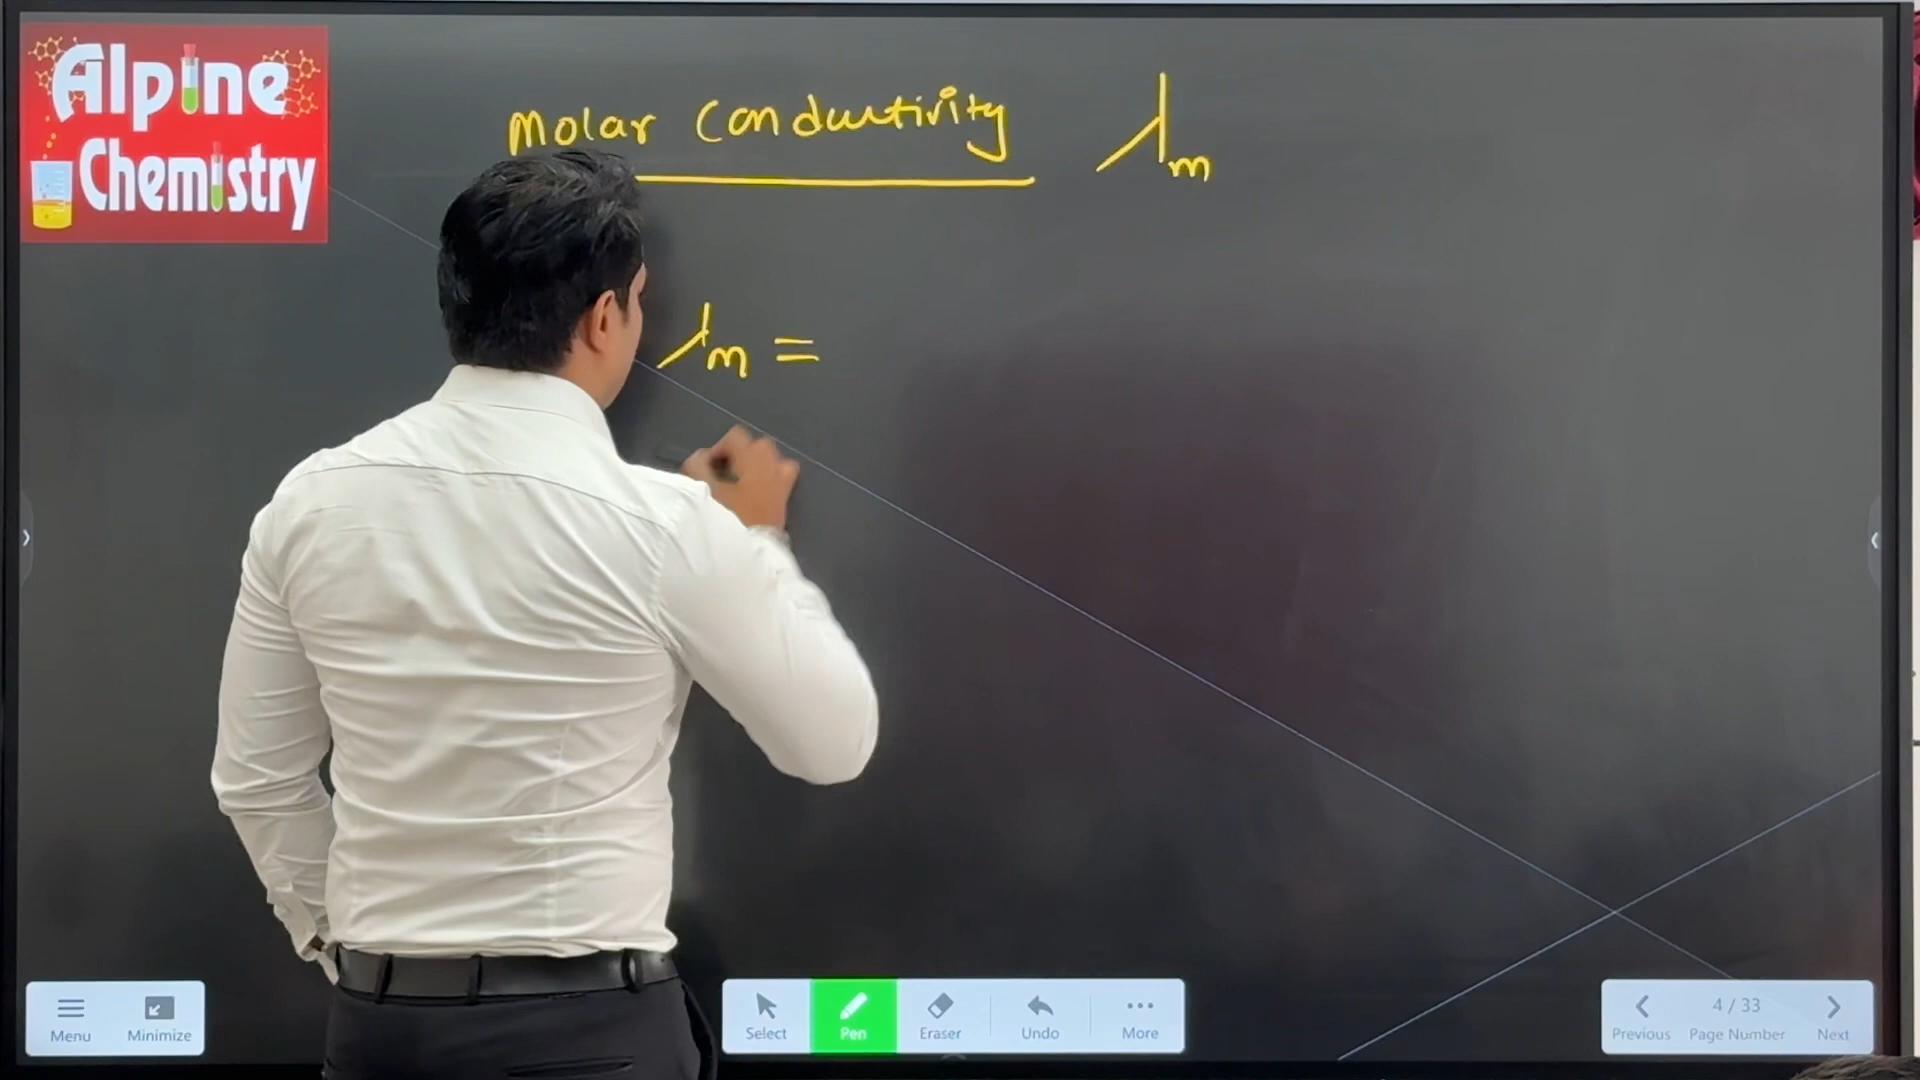 Alpine
Chemistry
Molar Conductivity λm
λm =
Menu
Minimize
Select
Pen
Eraser
Undo
More
4 / 33
Previous
Page Number
Next